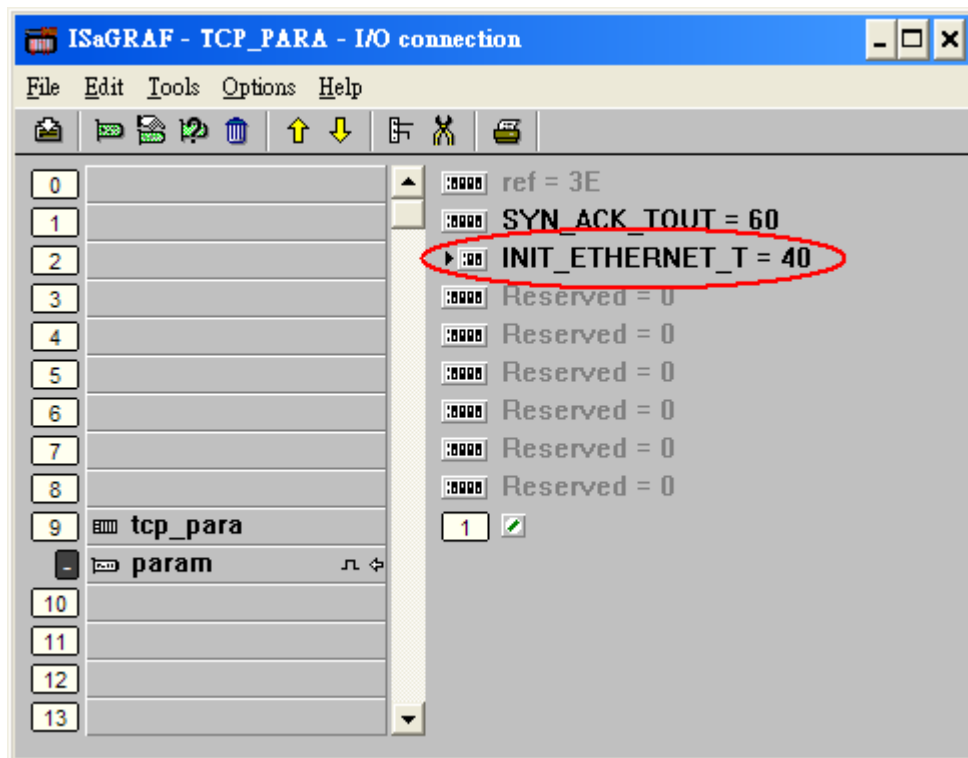 ISaGRAF - TCP_PARA - I/O connection
File Edit Tools Options Help
0
1
2
3
4
5
6
7
8
9 tcp_para
- param
10
11
12
13
ref = 3E
SYN_ACK_TOUT = 60
INIT_ETHERNET_T = 40
Reserved = 0
Reserved = 0
Reserved = 0
Reserved = 0
Reserved = 0
Reserved = 0
1